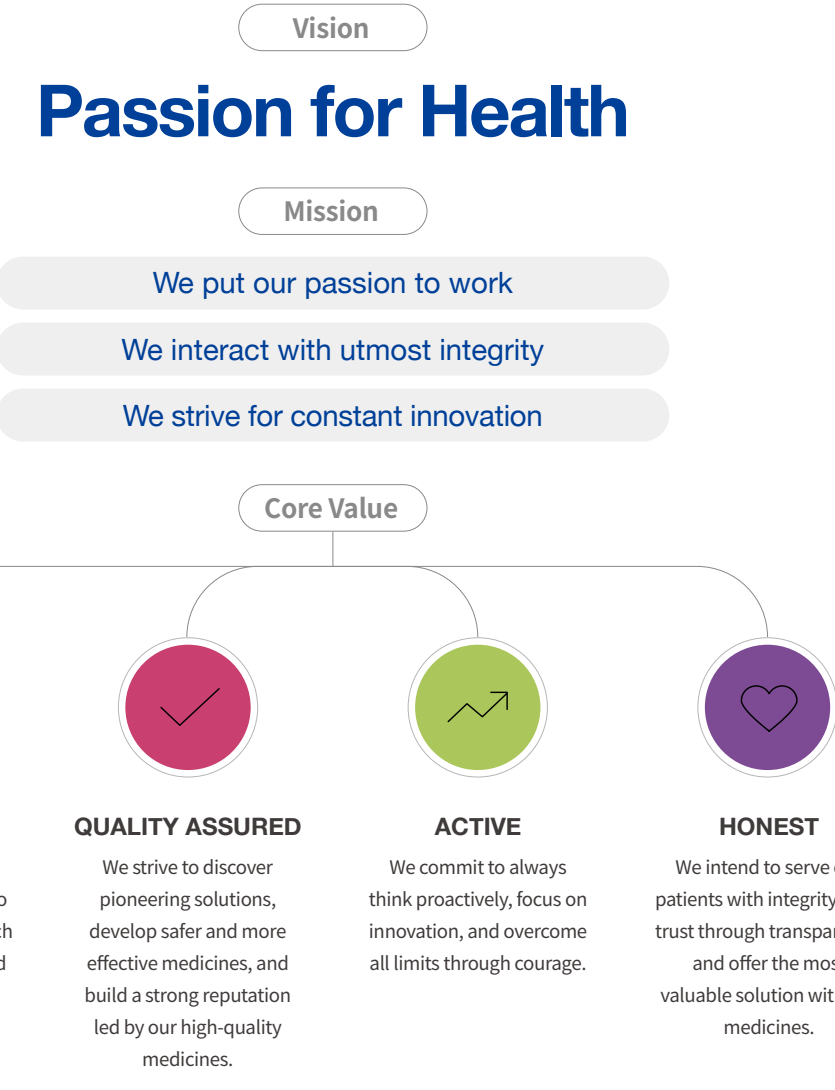 Vision
Passion for Health
Mission
We put our passion to work
We interact with utmost integrity
We strive for constant innovation
Core Value
QUALITY ASSURED
We strive to discover
pioneering solutions,
develop safer and more
effective medicines, and
build a strong reputation
led by our high-quality
medicines.
ACTIVE
We commit to always
think proactively, focus on
innovation, and overcome
all limits through courage.
HONEST
We intend to serve
patients with integrity
trust through
and offer the
valuable solution
medicines.